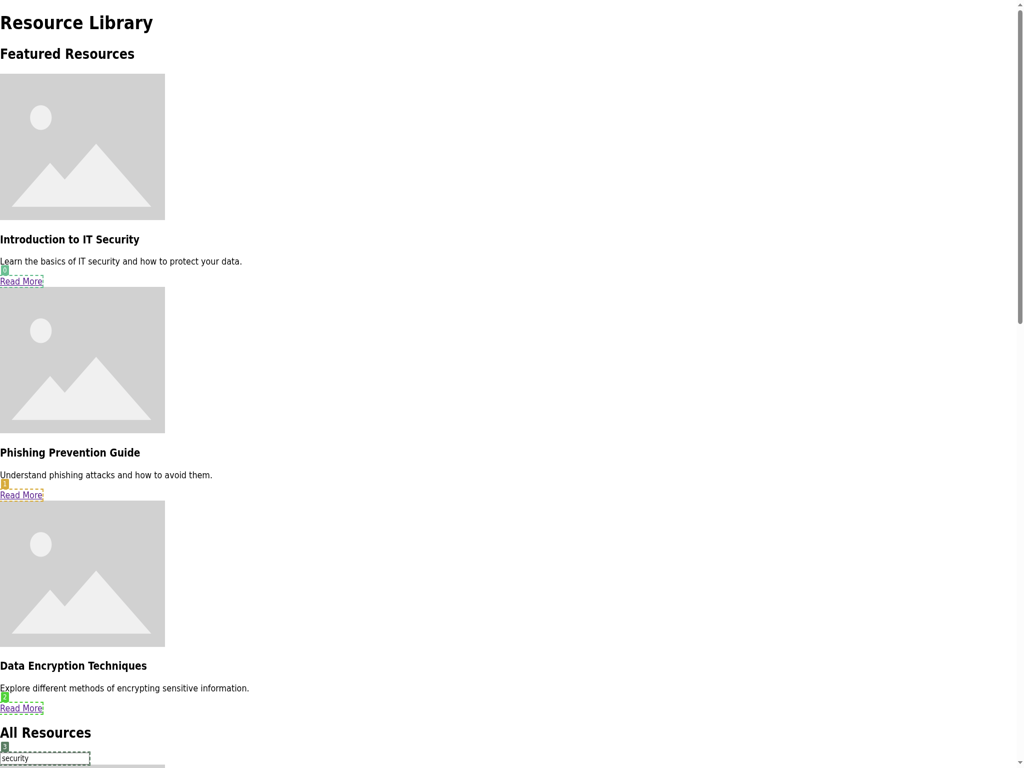 Resource Library
Featured Resources
Introduction to IT Security
Learn the basics of IT security and how to protect your data.
0
Read More
Phishing Prevention Guide
Understand phishing attacks and how to avoid them.
1
Read More
Data Encryption Techniques
Explore different methods of encrypting sensitive information.
2
Read More
All Resources
3
security